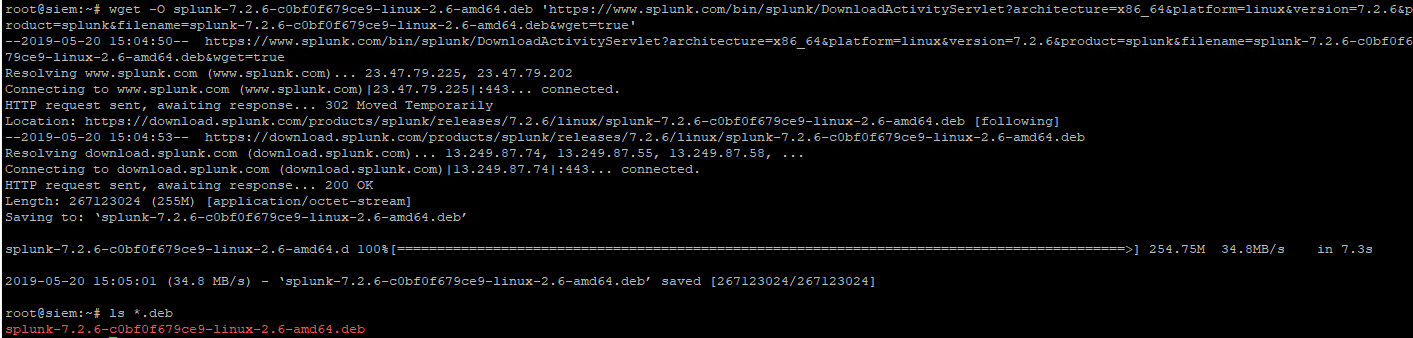 root@siem:~# wget -O splunk-7.2.6-c0bf0f679ce9-linux-2.6-amd64.deb 'https://www.splunk.com/bin/splunk/DownloadActivityServlet?architecture=x86_64&platform=linux&version=7.2.6&p
roduct=splunk&filename=splunk-7.2.6-c0bf0f679ce9-linux-2.6-amd64.deb&wget=true'
--2019-05-20 15:04:50--  https://www.splunk.com/bin/splunk/DownloadActivityServlet?architecture=x86_64&platform=linux&version=7.2.6&product=splunk&filename=splunk-7.2.6-c0bf0f6
79ce9-linux-2.6-amd64.deb&wget=true
Resolving www.splunk.com (www.splunk.com)... 23.47.79.225, 23.47.79.202
Connecting to www.splunk.com (www.splunk.com)|23.47.79.225|:443... connected.
HTTP request sent, awaiting response... 302 Moved Temporarily
Location: https://download.splunk.com/products/splunk/releases/7.2.6/linux/splunk-7.2.6-c0bf0f679ce9-linux-2.6-amd64.deb [following]
--2019-05-20 15:04:53--  https://download.splunk.com/products/splunk/releases/7.2.6/linux/splunk-7.2.6-c0bf0f679ce9-linux-2.6-amd64.deb
Resolving download.splunk.com (download.splunk.com)... 13.249.87.74, 13.249.87.55, 13.249.87.58, ...
Connecting to download.splunk.com (download.splunk.com)|13.249.87.74|:443... connected.
HTTP request sent, awaiting response... 200 OK
Length: 267123024 (255M) [application/octet-stream]
Saving to: ‘splunk-7.2.6-c0bf0f679ce9-linux-2.6-amd64.deb’
splunk-7.2.6-c0bf0f679ce9-linux-2.6-amd64.d 100%[=============================================================================================>] 254.75M  34.8MB/s    in 7.3s
2019-05-20 15:05:01 (34.8 MB/s) - ‘splunk-7.2.6-c0bf0f679ce9-linux-2.6-amd64.deb’ saved [267123024/267123024]
root@siem:~# ls *.deb
splunk-7.2.6-c0bf0f679ce9-linux-2.6-amd64.deb